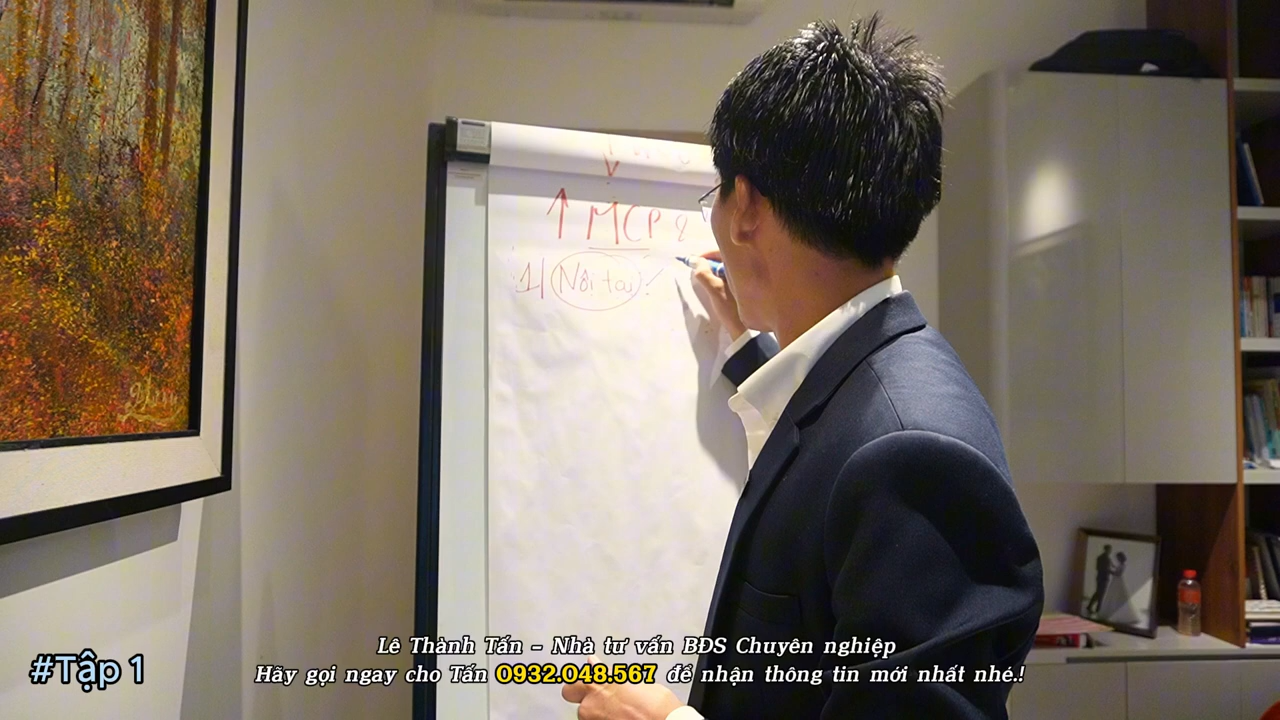 MCP
1| Nội tại
Lê Thành Tấn – Nhà tư vấn BĐS Chuyên nghiệp
Hãy gọi ngay cho Tấn 0932.048.567 để nhận thông tin mới nhất nhé.!
#Tập 1